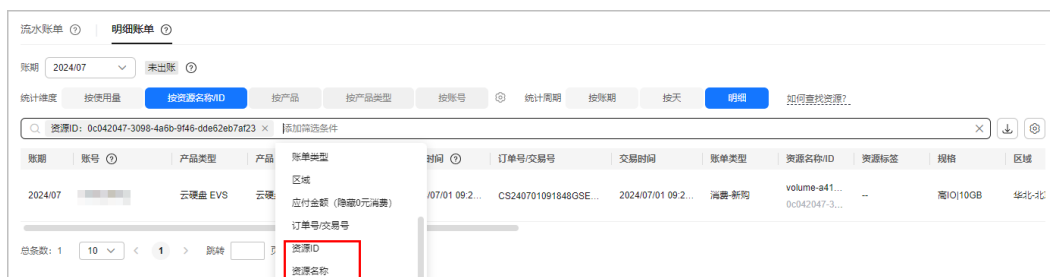 流水账单 明细账单
账期 2024/07 未出账
统计维度 按使用量 按资源名称/ID 按产品 按产品类型 按账号 统计周期 按账期 按天 明细 如何查找资源?
资源ID: 0c042047-3098-4a6b-9f46-dde62eb7af23 × 添加筛选条件
账期 账号 产品类型 产品 时间 订单号/交易号 交易时间 账单类型 资源名称/ID 资源标签 规格 区域
账单类型
区域
应付金额（隐藏0元消费）
订单号/交易号
资源ID
资源名称
2024/07 云硬盘 EVS 云硬 /07/01 09:2... CS240701091848GSE... 2024/07/01 09:2... 消费-新购 volume-a41... -- 高IO|10GB 华北-北
0c042047-3...
总条数: 1 10 < 1 > 跳转